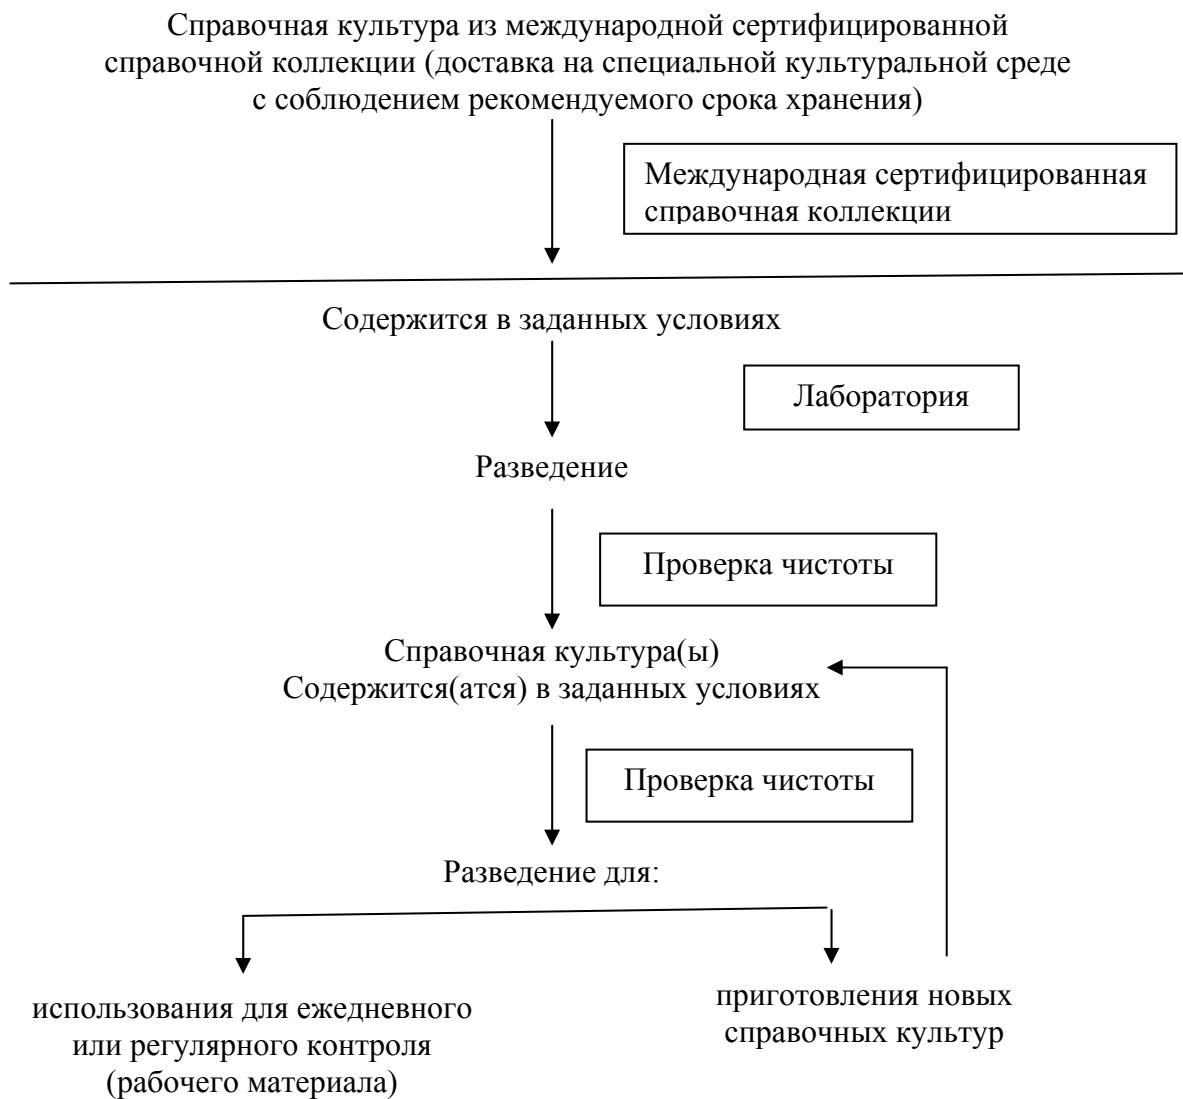 Справочная культура из международной сертифицированной
справочной коллекции (доставка на специальной культуральной среде
с соблюдением рекомендуемого срока хранения)
Международная сертифицированная
справочная коллекции
Содержится в заданных условиях
Лаборатория
Разведение
Проверка чистоты
Справочная культура(ы)
Содержится(атся) в заданных условиях
Проверка чистоты
Разведение для:
использования для ежедневного
или регулярного контроля
(рабочего материала)
приготовления новых
справочных культур